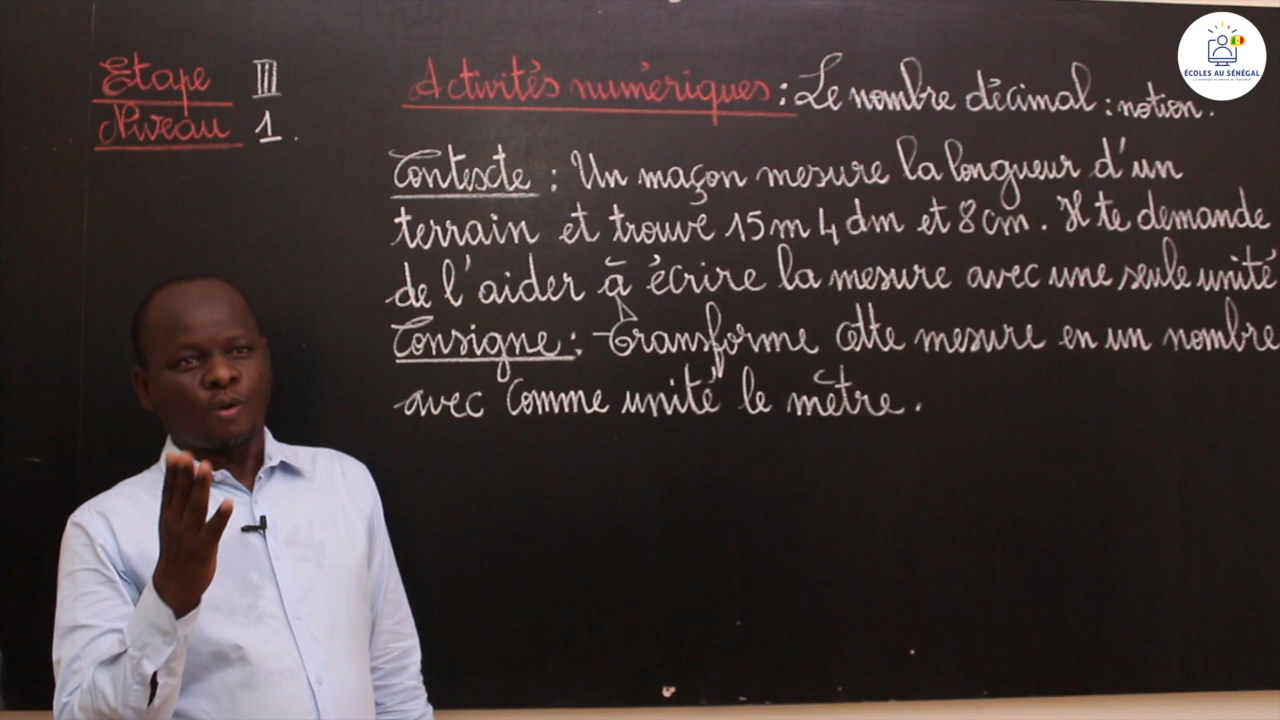 Etape III
Niveau 1.
Activités numériques : Le nombre décimal : notion.
Contexte : Un maçon mesure la longueur d'un
terrain et trouve 15 m 4 dm et 8 cm. Il te demande
de l'aider à écrire la mesure avec une seule unité
Consigne : Transforme cette mesure en un nombre
avec comme unité le mètre.
ÉCOLES AU SÉNÉGAL